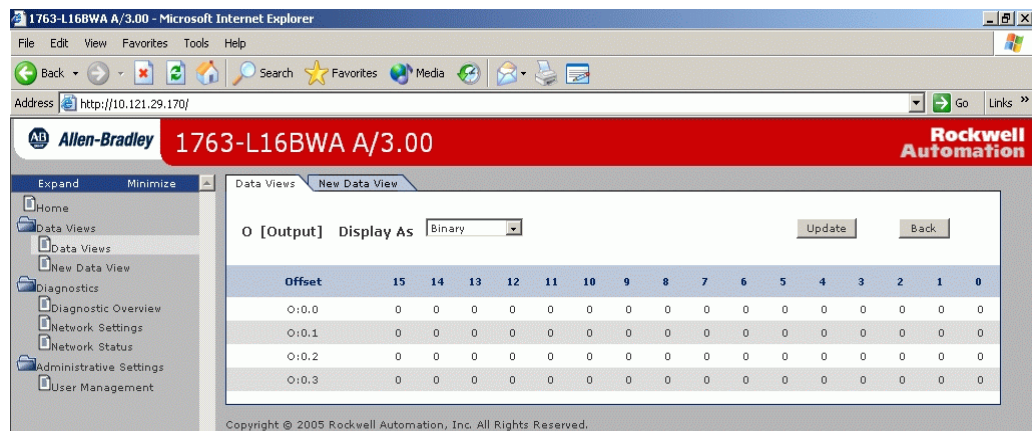 1763-L16BWA A/3.00 - Microsoft Internet Explorer
File Edit View Favorites Tools Help
Back Search Favorites Media
Address http://10.121.29.170/ Go Links »
AB Allen-Bradley 1763-L16BWA A/3.00 Rockwell Automation
Expand Minimize
Home
Data Views
Data Views
New Data View
Diagnostics
Diagnostic Overview
Network Settings
Network Status
Administrative Settings
User Management
Data Views New Data View
O [Output] Display As Binary Update Back
Offset 15 14 13 12 11 10 9 8 7 6 5 4 3 2 1 0
O:0.0 0 0 0 0 0 0 0 0 0 0 0 0 0 0 0 0
O:0.1 0 0 0 0 0 0 0 0 0 0 0 0 0 0 0 0
O:0.2 0 0 0 0 0 0 0 0 0 0 0 0 0 0 0 0
O:0.3 0 0 0 0 0 0 0 0 0 0 0 0 0 0 0 0
Copyright © 2005 Rockwell Automation, Inc. All Rights Reserved.